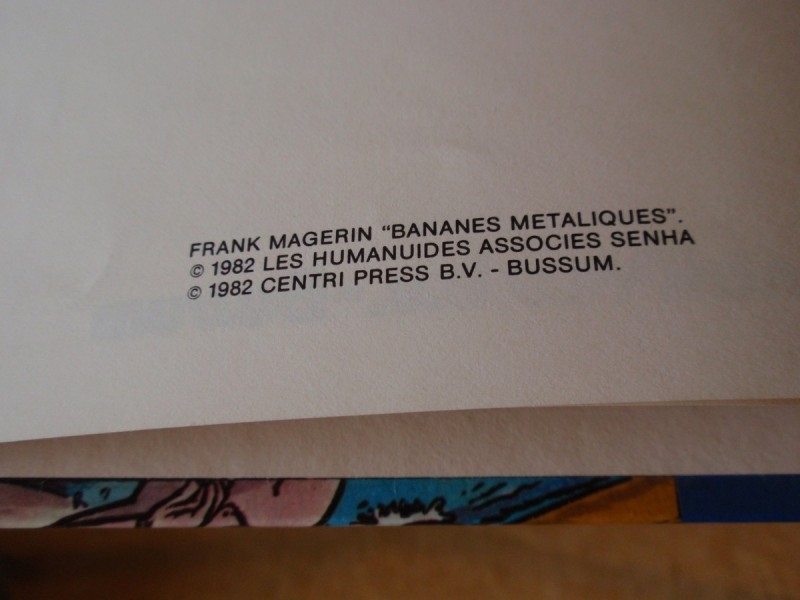 FRANK MAGERIN “BANANES METALIQUES”.
© 1982 LES HUMANUIDES ASSOCIES SENHA
© 1982 CENTRI PRESS B.V. - BUSSUM.